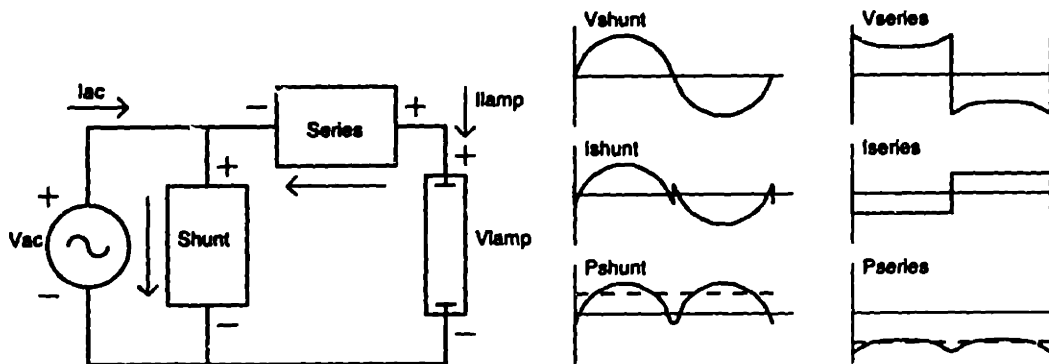 Iac
Series
Ilamp
Vac
Shunt
Vlamp
Vshunt
Vseries
Ishunt
Iseries
Pshunt
Pseries